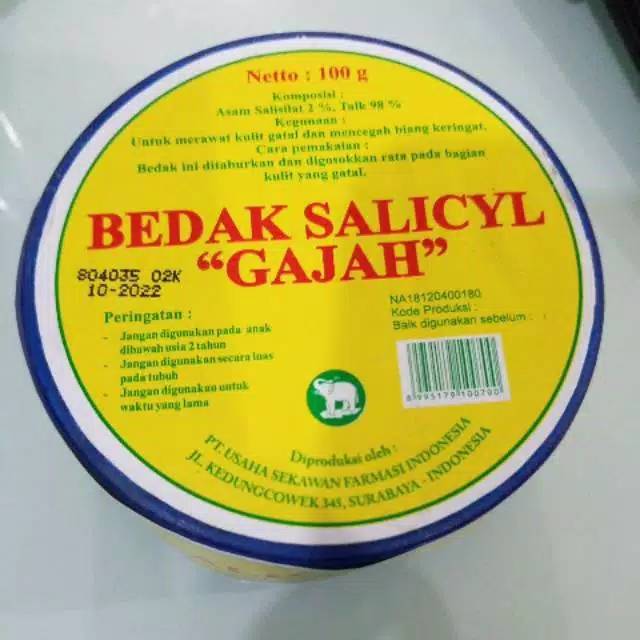 Netto : 100 g
Komposisi :
Asam Salisilat 2 %, Talk 98 %
Kegunaan :
Untuk merawat kulit gatal dan mencegah biang keringat.
Cara pemakaian :
Bedak ini ditaburkan dan digosokkan rata pada bagian
kulit yang gatal.
BEDAK SALICYL
“GAJAH”
804035 02K
10-2022
Peringatan :
- Jangan digunakan pada anak
dibawah usia 2 tahun
- Jangan digunakan secara luas
pada tubuh
- Jangan digunakan untuk
waktu yang lama
NA18120400180
Kode Produksi :
Baik digunakan sebelum :
8 995179 100790
Diproduksi oleh :
PT. USAHA SEKAWAN FARMASI INDONESIA
JL. KEDUNGCOWEK 345, SURABAYA - INDONESIA